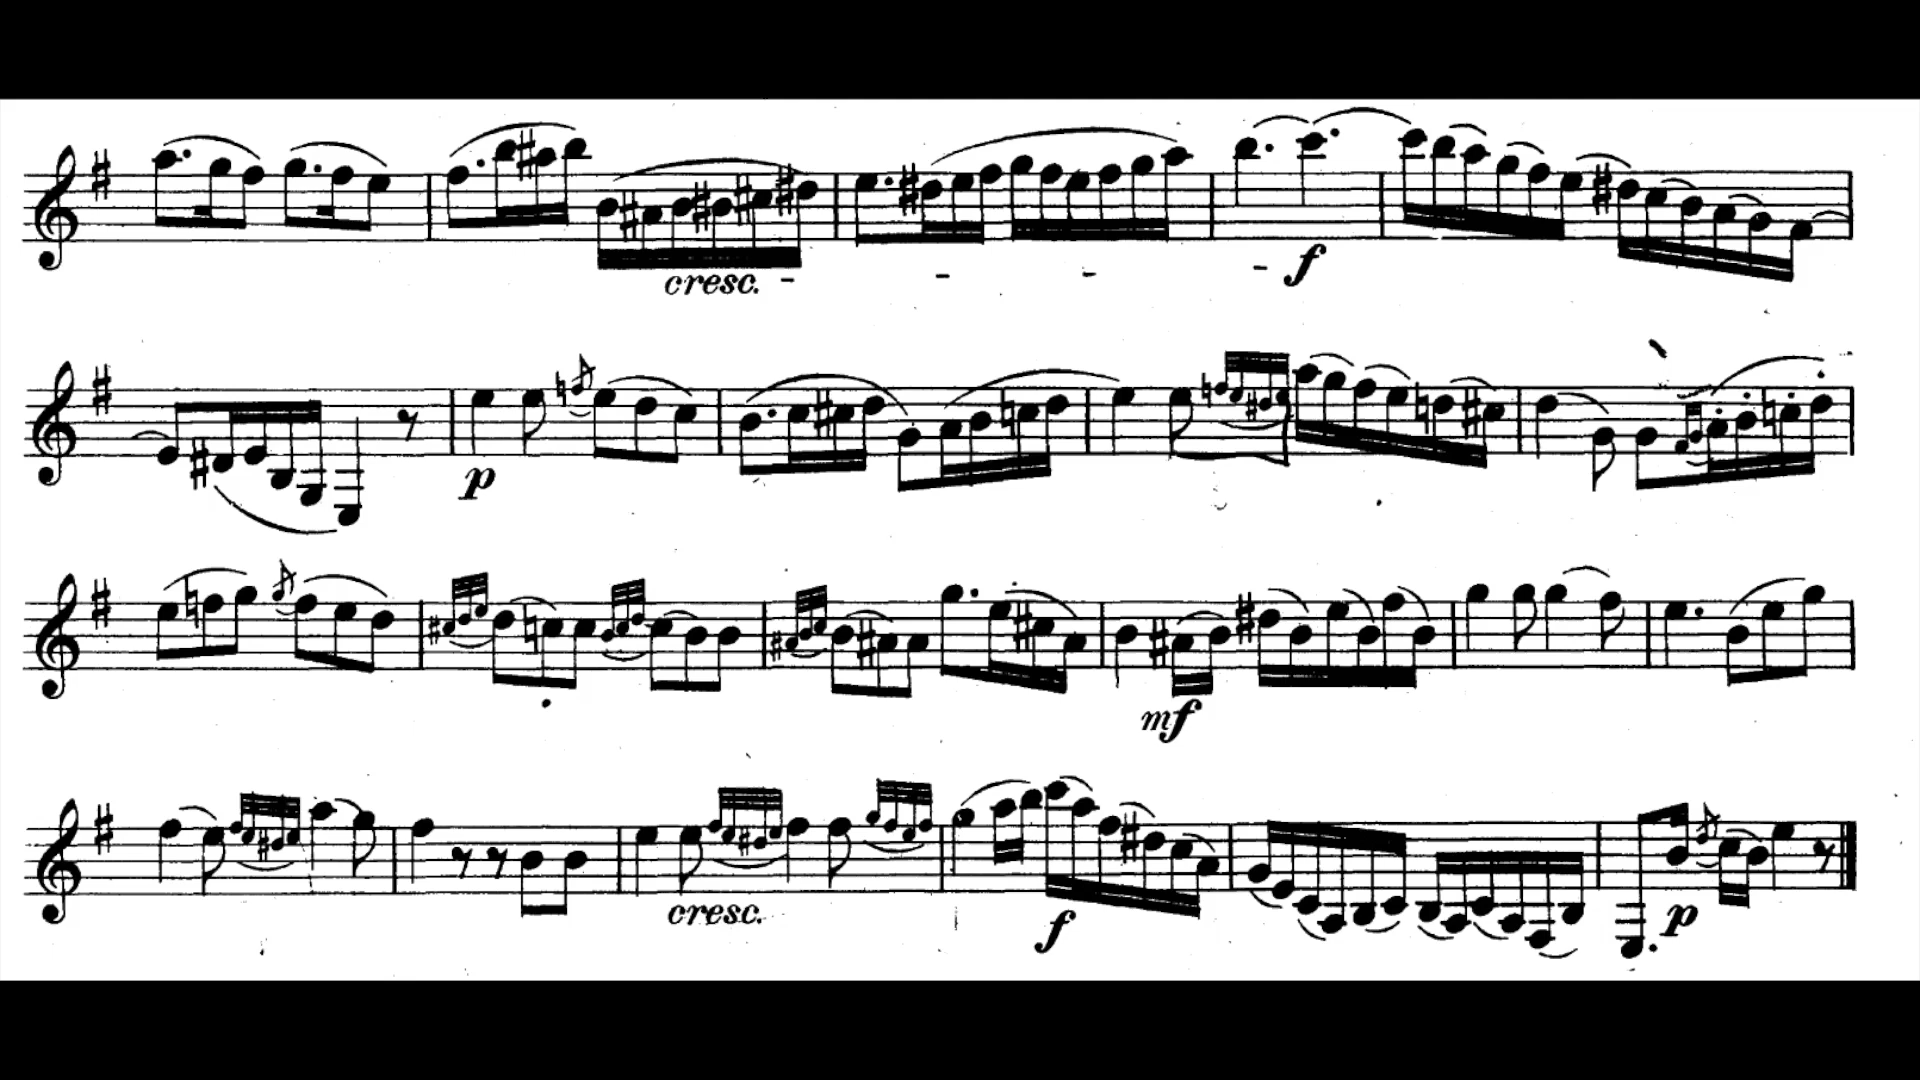 cresc. - - - - f
p
mf
cresc. f p